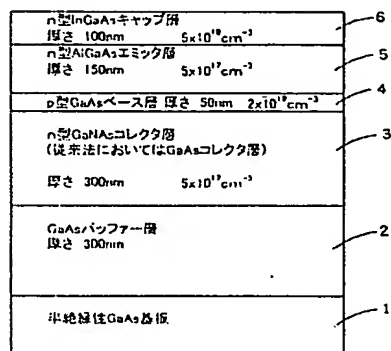 n型InGaAsキャップ層
厚さ 100nm 5x10¹⁹cm⁻³
6
n型AlGaAsエミッタ層
厚さ 150nm 5x10¹⁷cm⁻³
5
p型GaAsベース層 厚さ 50nm 2x10¹⁹cm⁻³
4
n型GaNAsコレクタ層
(従来法においてはGaAsコレクタ層)
厚さ 300nm 5x10¹⁶cm⁻³
3
GaAsバッファー層
厚さ 300nm
2
半絶縁性GaAs基板
1